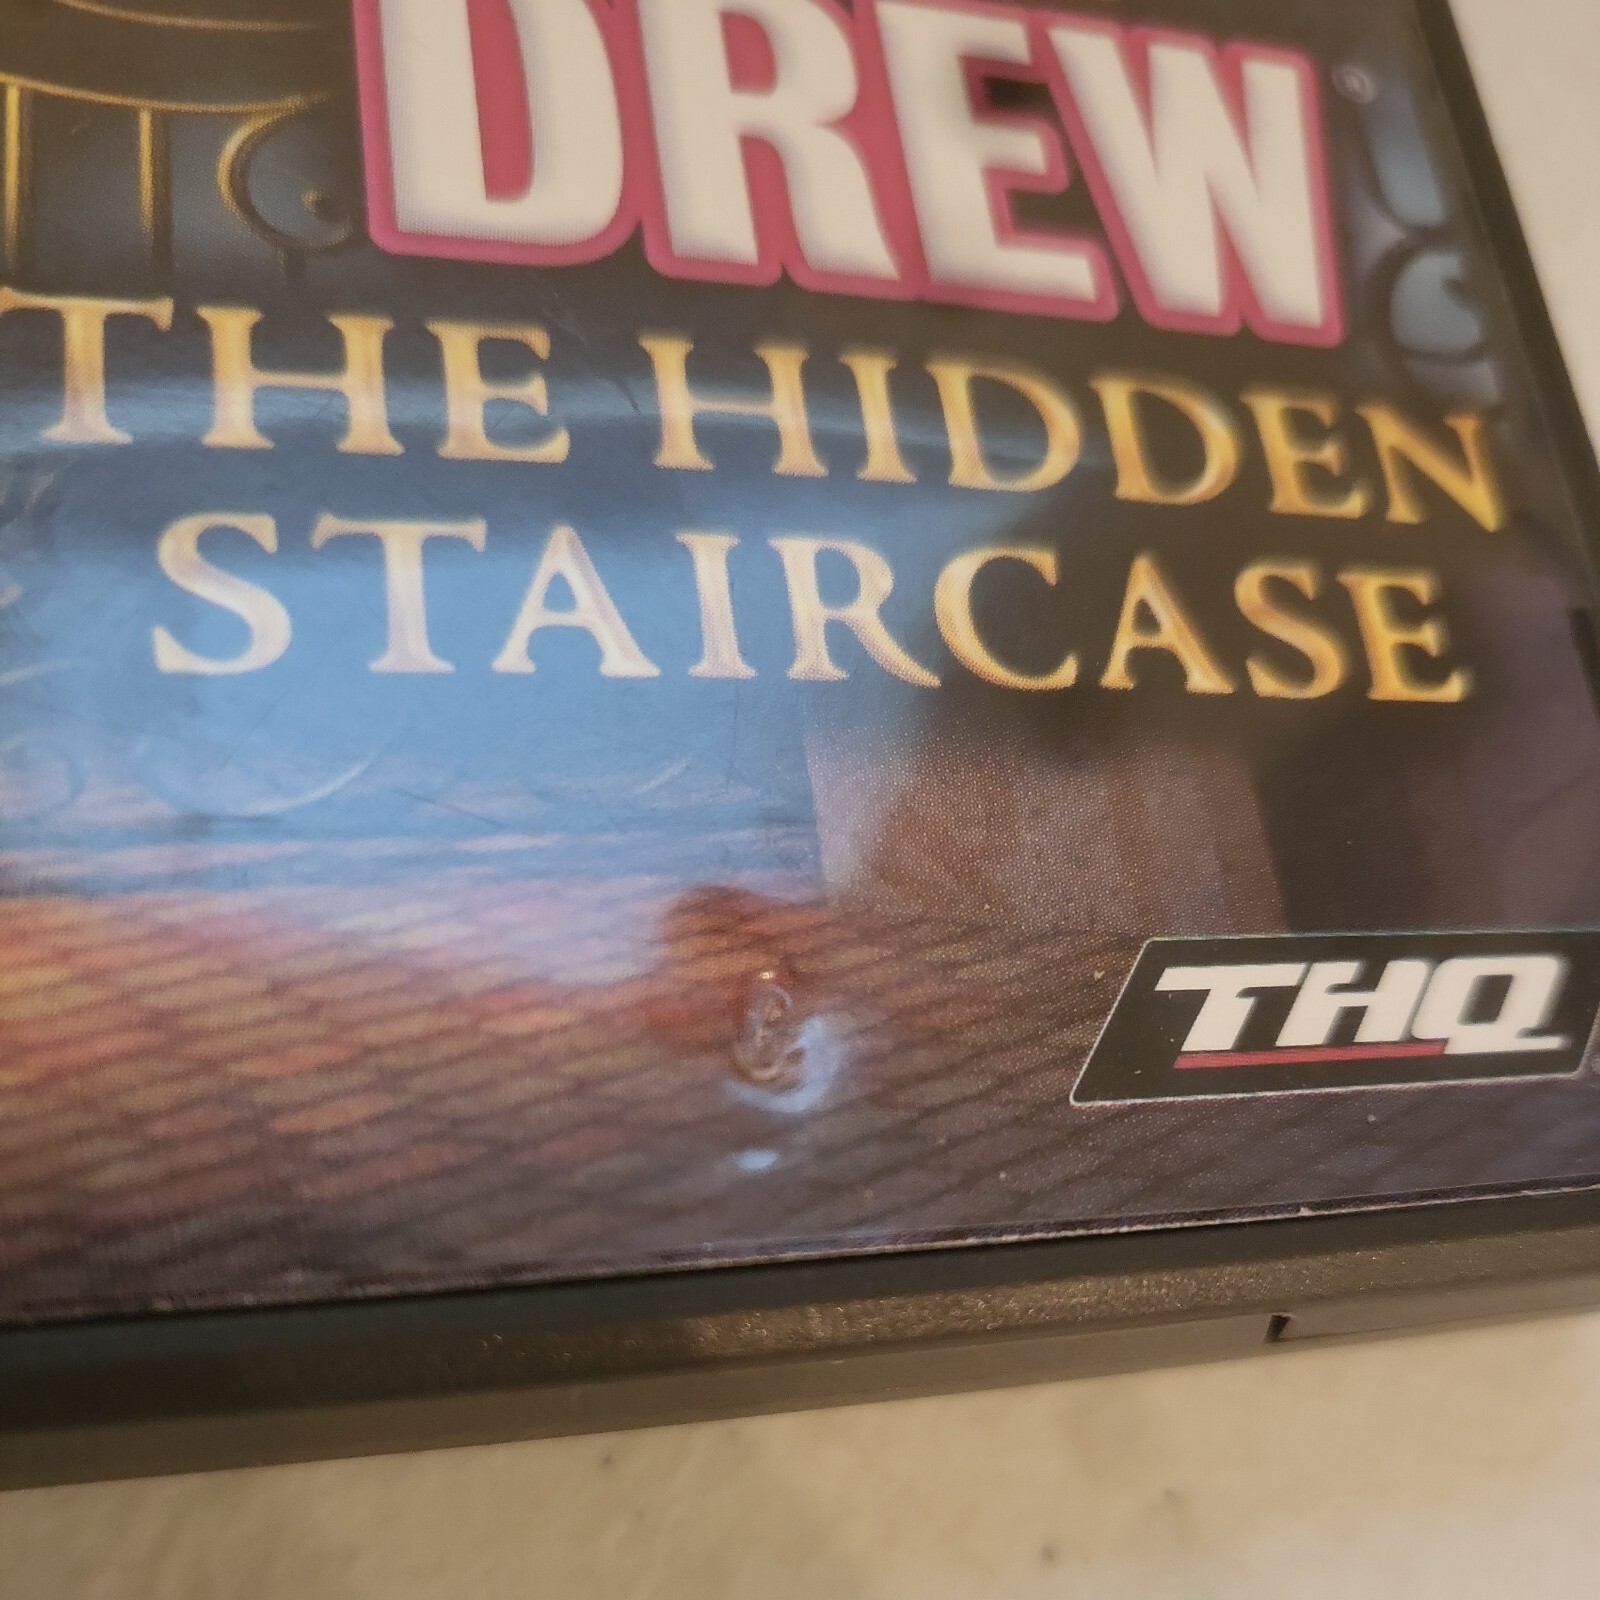 DREW®
THE HIDDEN
STAIRCASE
THQ